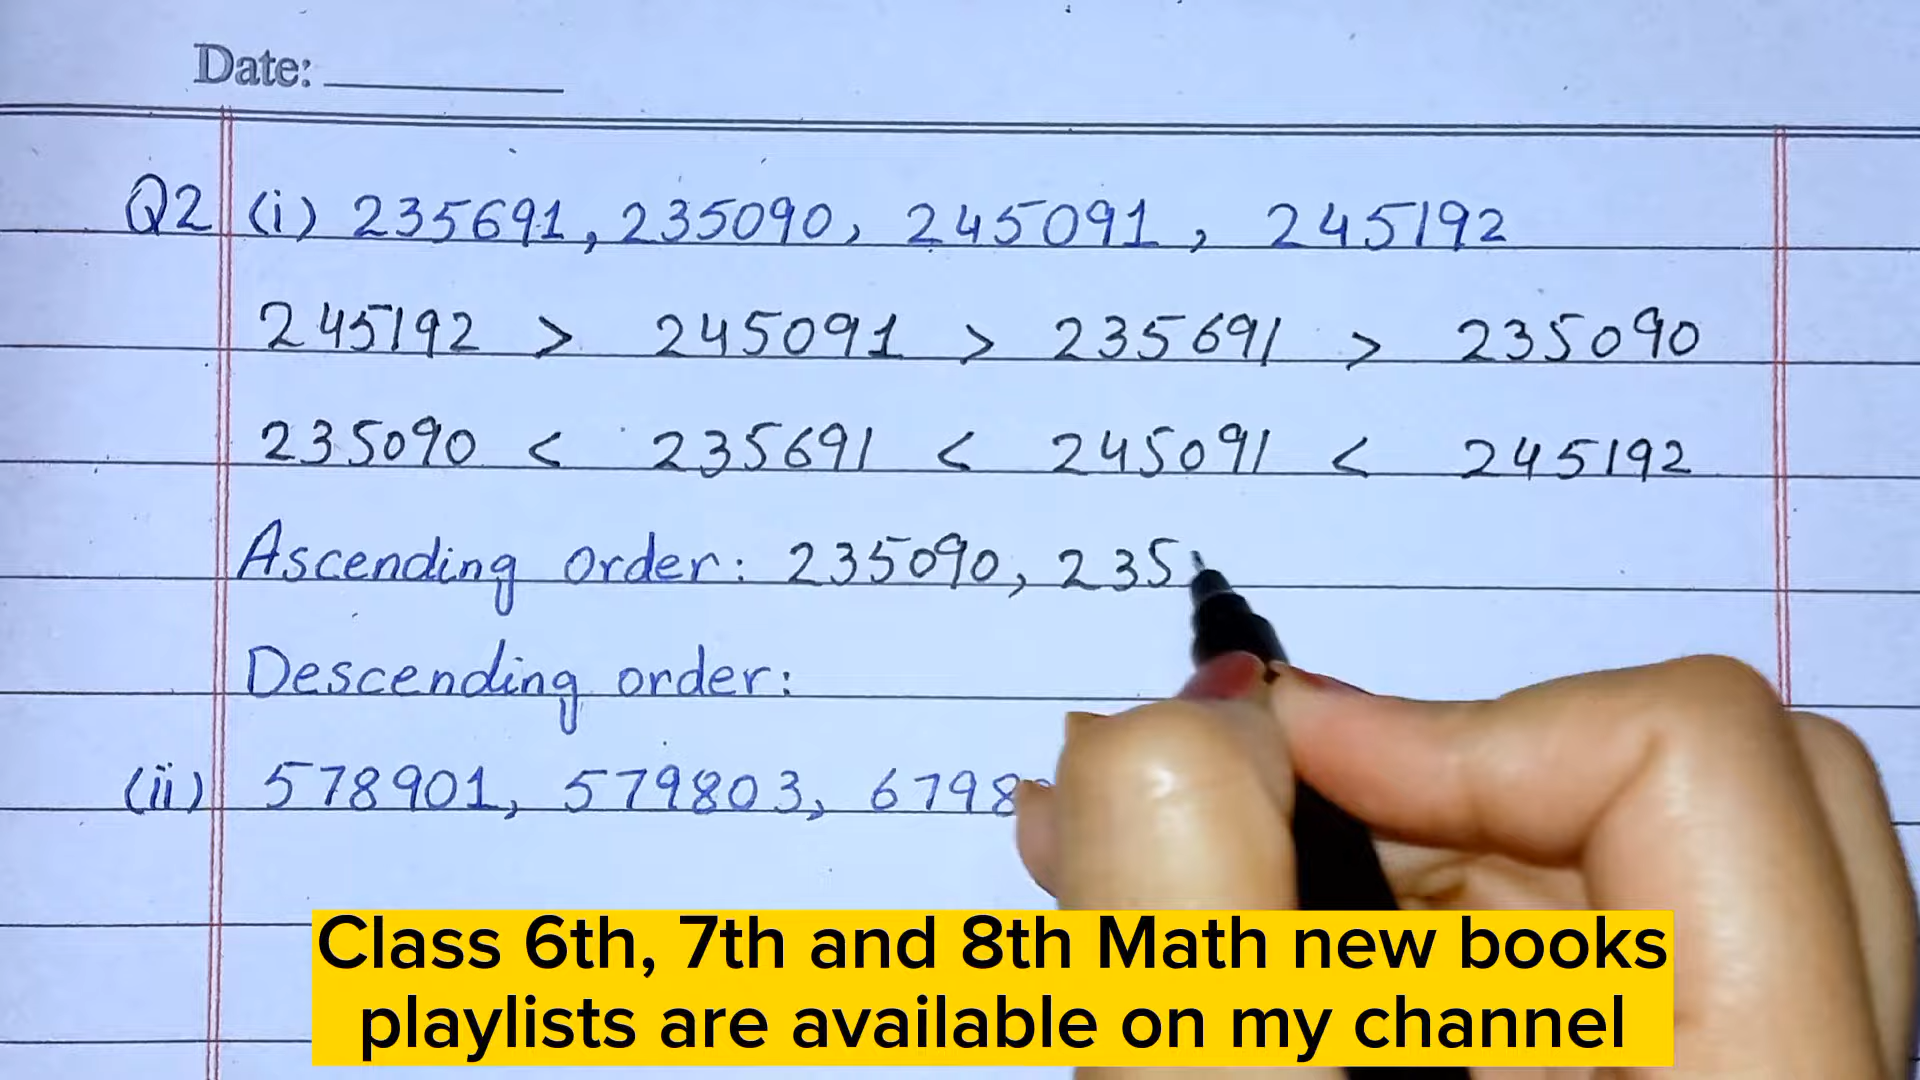 Date:
Q2 (i) 235691, 235090, 245091, 245192
245192 > 245091 > 235691 > 235090
235090 < 235691 < 245091 < 245192
Ascending order: 235090, 235
Descending order:
(ii) 578901, 579803, 6798
Class 6th, 7th and 8th Math new books
playlists are available on my channel